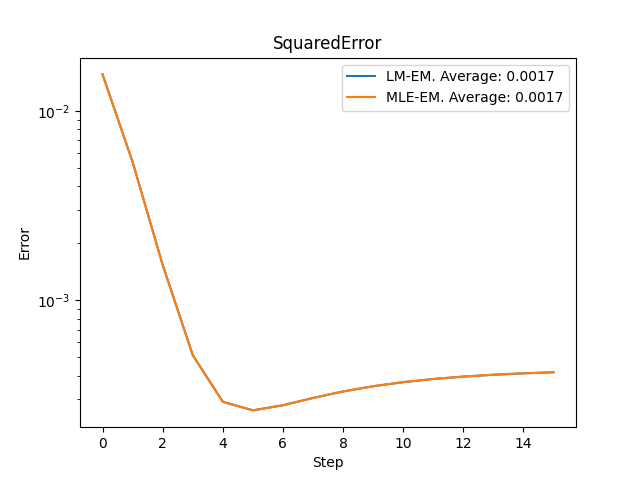 SquaredError
LM-EM. Average: 0.0017
MLE-EM. Average: 0.0017
10⁻²
10⁻³
Error
0 2 4 6 8 10 12 14
Step